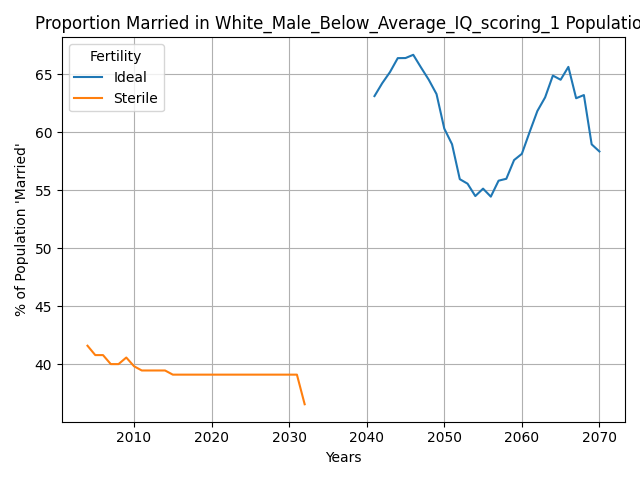 Proportion Married in White_Male_Below_Average_IQ_scoring_1 Populatio
Fertility
Ideal
Sterile
% of Population 'Married'
65
60
55
50
45
40
2010 2020 2030 2040 2050 2060 2070
Years